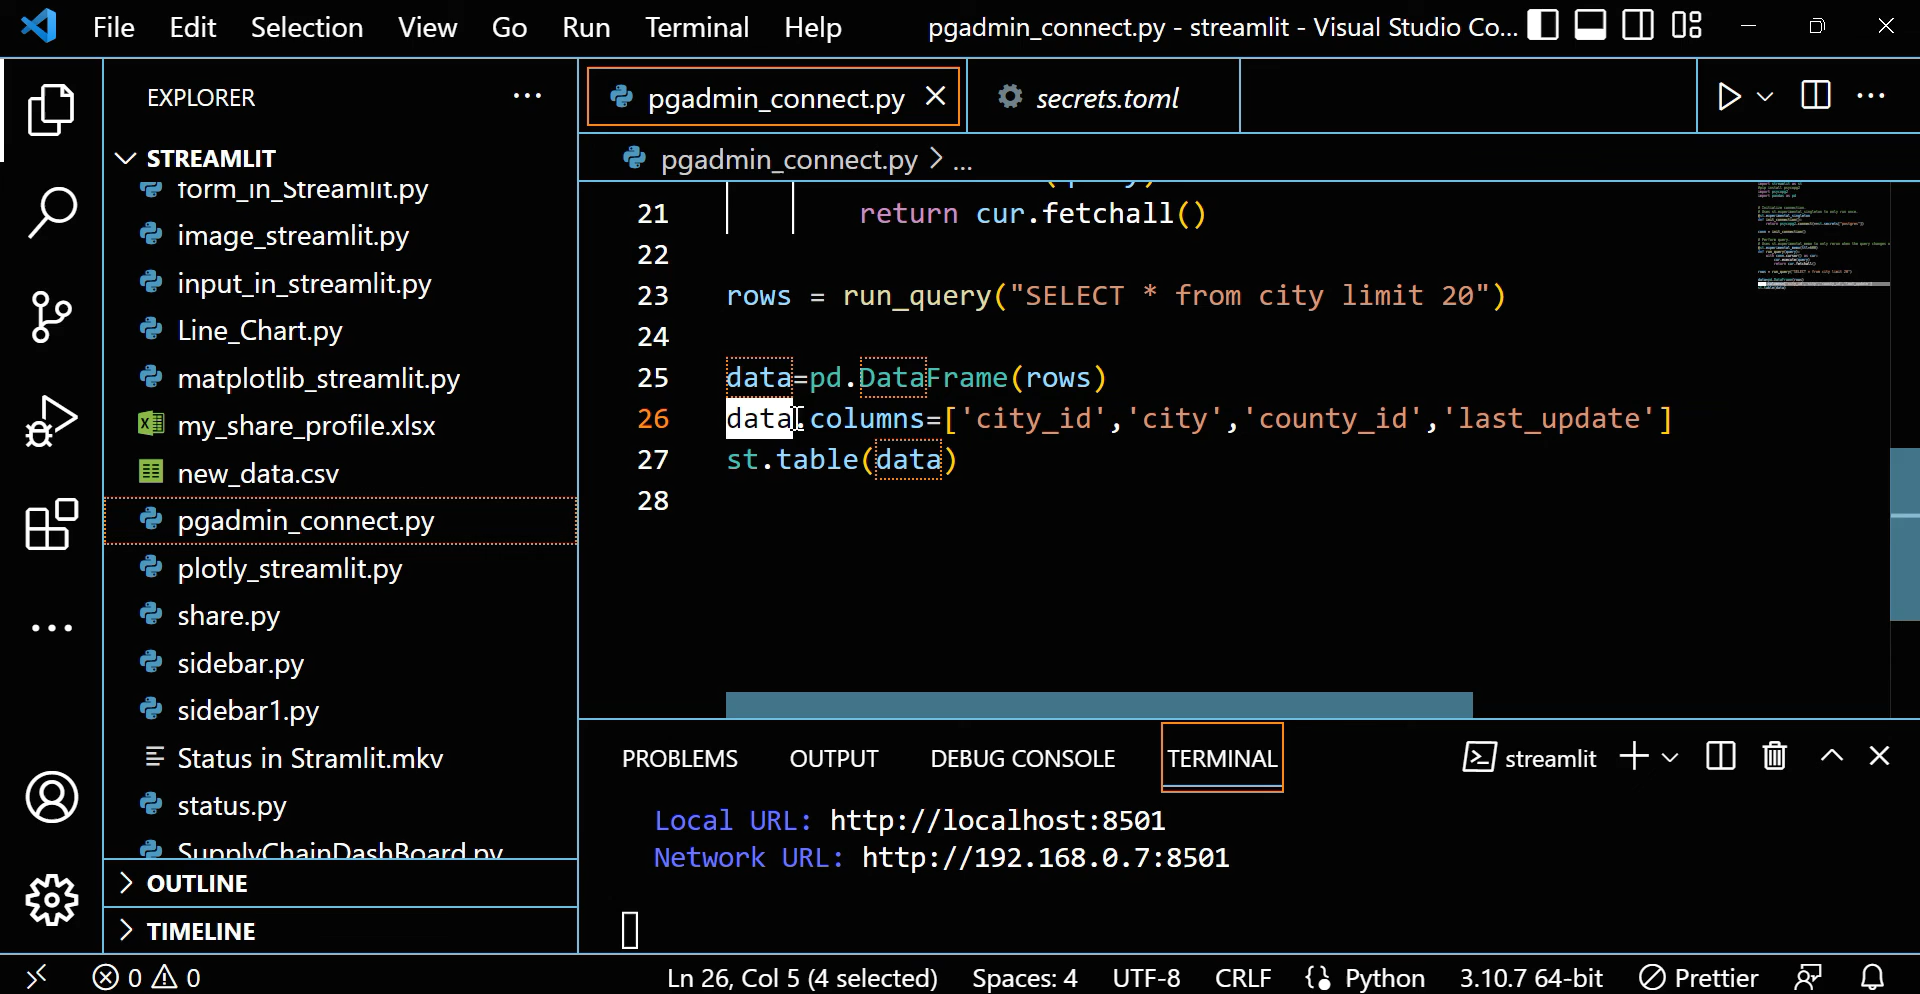 File Edit Selection View Go Run Terminal Help pgadmin_connect.py - streamlit - Visual Studio Co...
EXPLORER
STREAMLIT
form_in_Streamlit.py
image_streamlit.py
input_in_streamlit.py
Line_Chart.py
matplotlib_streamlit.py
my_share_profile.xlsx
new_data.csv
pgadmin_connect.py
plotly_streamlit.py
share.py
sidebar.py
sidebar1.py
Status in Stramlit.mkv
status.py
SupplyChainDashBoard.py
OUTLINE
TIMELINE
pgadmin_connect.py secrets.toml
pgadmin_connect.py > ...
21 return cur.fetchall()
22
23 rows = run_query("SELECT * from city limit 20")
24
25 data=pd.DataFrame(rows)
26 data.columns=['city_id','city','county_id','last_update']
27 st.table(data)
28
PROBLEMS OUTPUT DEBUG CONSOLE TERMINAL streamlit
Local URL: http://localhost:8501
Network URL: http://192.168.0.7:8501
0 0 Ln 26, Col 5 (4 selected) Spaces: 4 UTF-8 CRLF Python 3.10.7 64-bit Prettier